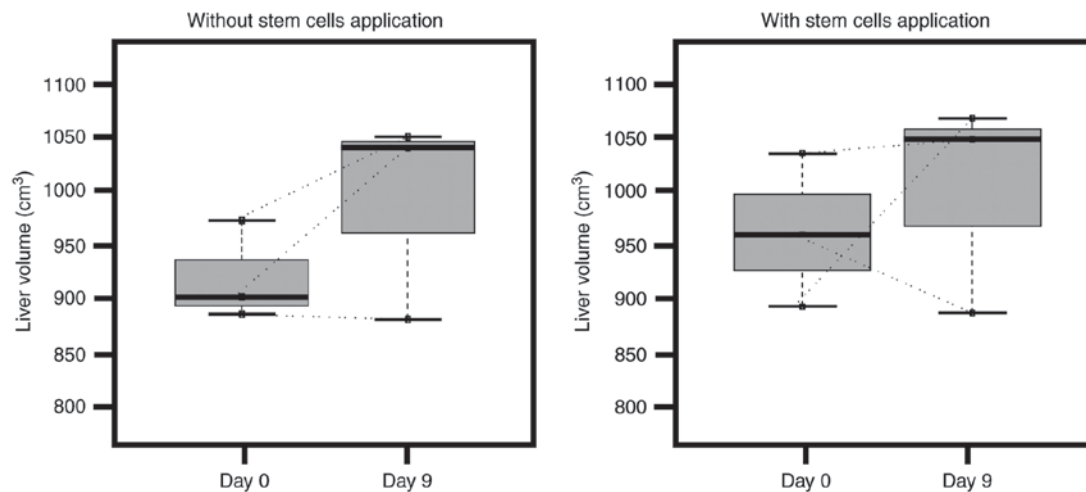 Without stem cells application
Liver volume (cm³)
1100
1050
1000
950
900
850
800
Day 0 Day 9
With stem cells application
Liver volume (cm³)
1100
1050
1000
950
900
850
800
Day 0 Day 9